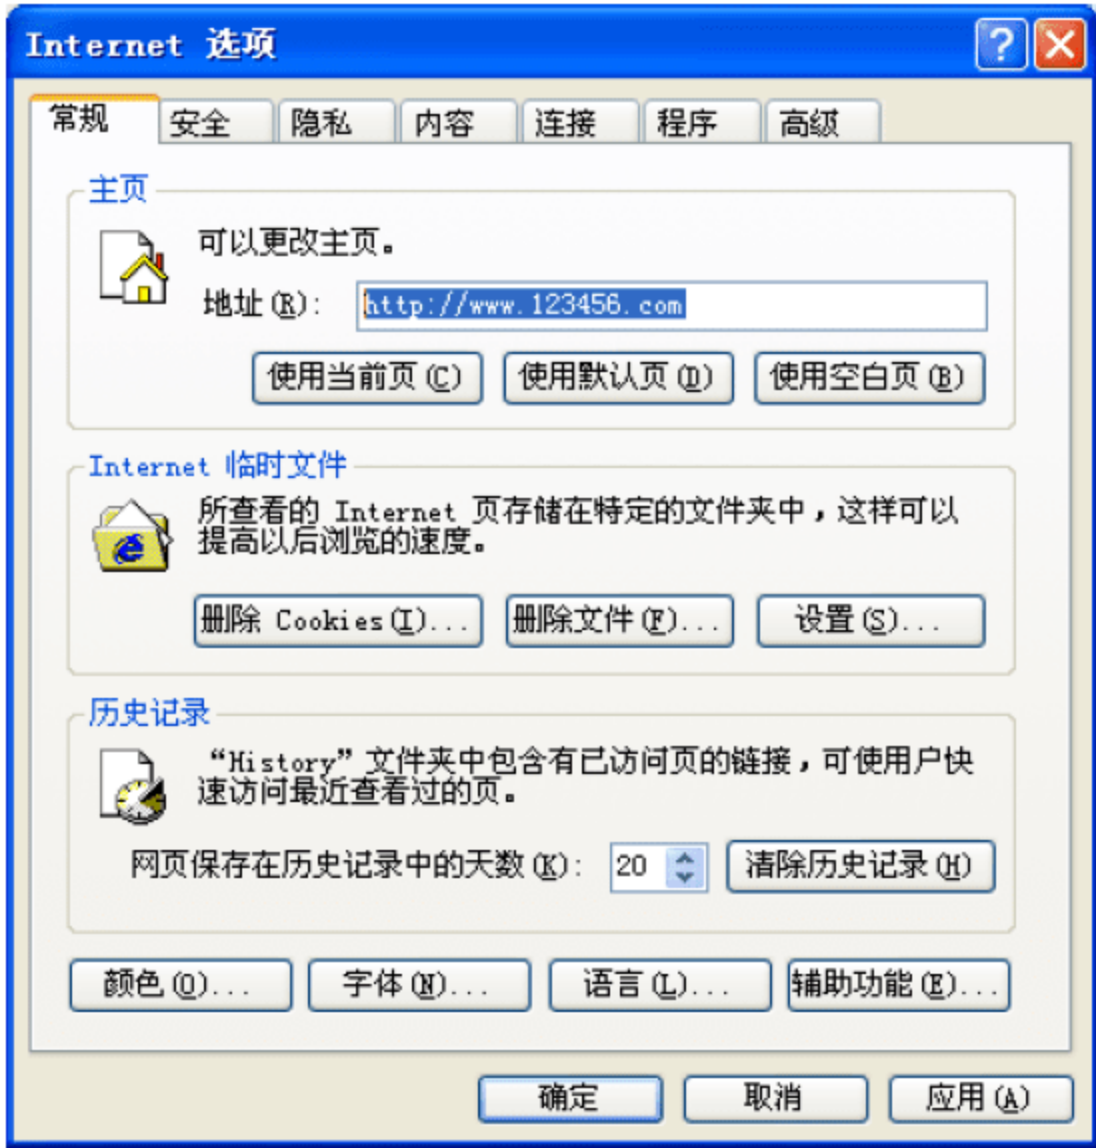 Internet 选项
常规 安全 隐私 内容 连接 程序 高级
主页
可以更改主页。
地址(R): http://www.123456.com
使用当前页(C) 使用默认页(D) 使用空白页(B)
Internet 临时文件
所查看的 Internet 页存储在特定的文件夹中，这样可以
提高以后浏览的速度。
删除 Cookies(I)... 删除文件(F)... 设置(S)...
历史记录
“History”文件夹中包含有已访问页的链接，可使用户快
速访问最近查看过的页。
网页保存在历史记录中的天数(K): 20 清除历史记录(H)
颜色(O)... 字体(N)... 语言(L)... 辅助功能(E)...
确定 取消 应用(A)